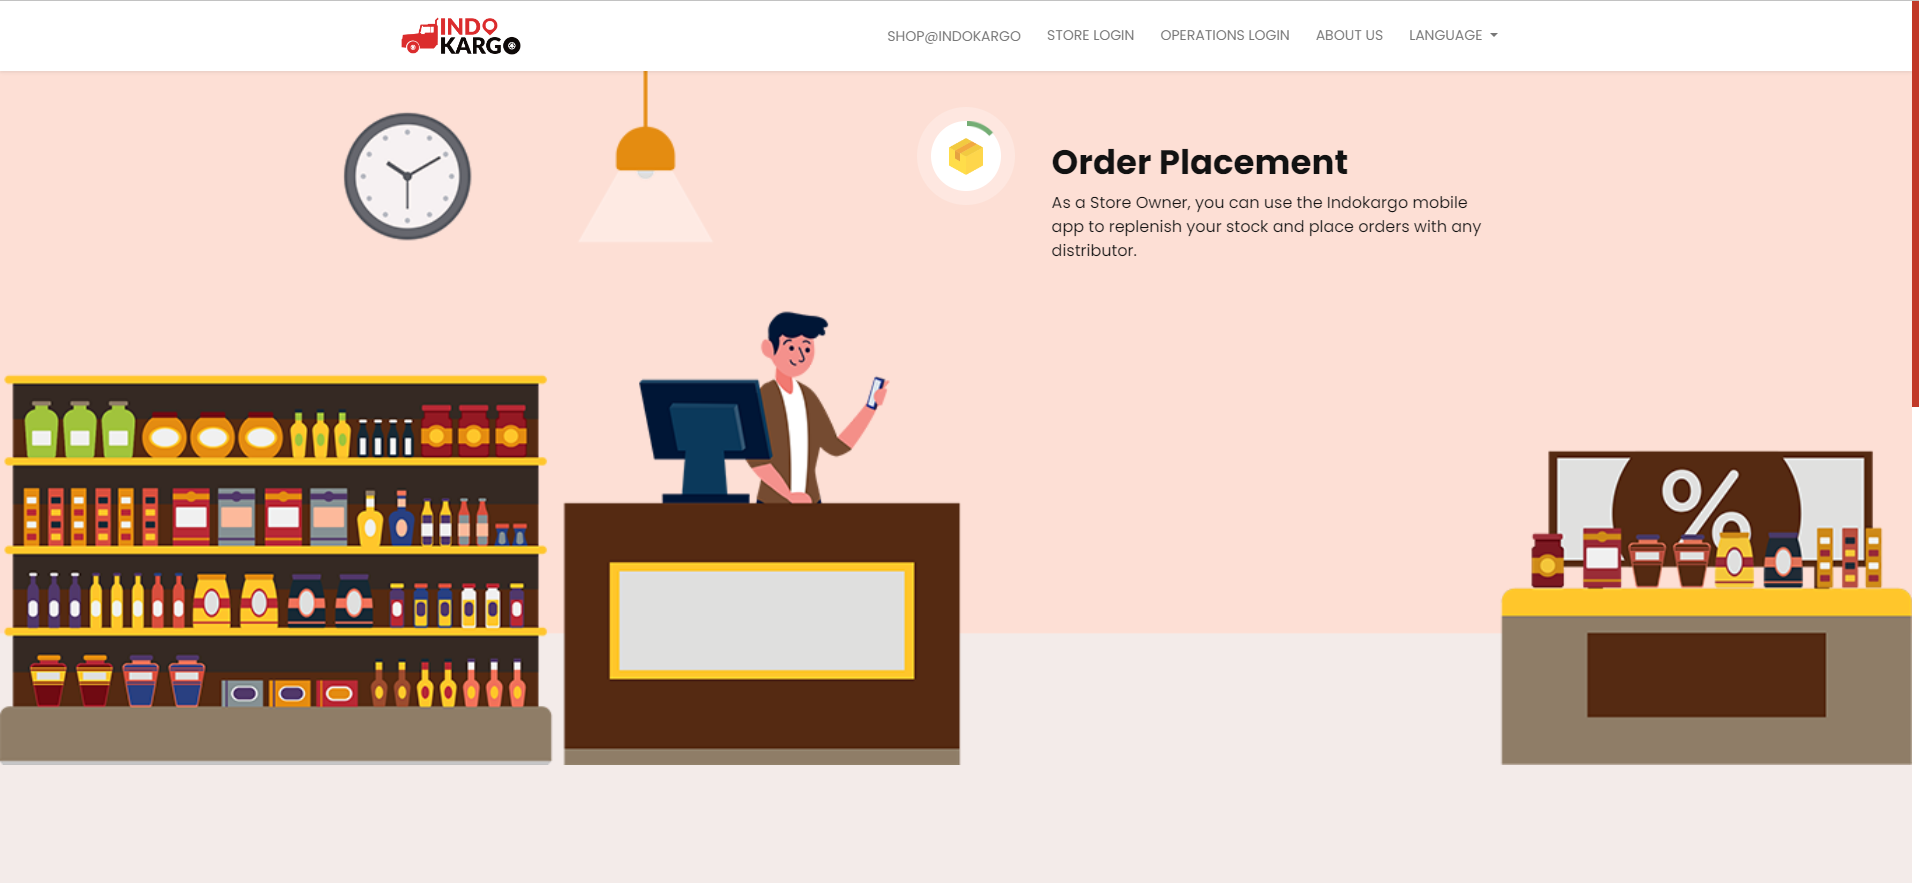 INDO
KARGO
SHOP@INDOKARGO
STORE LOGIN
OPERATIONS LOGIN
ABOUT US
LANGUAGE
Order Placement
As a Store Owner, you can use the Indokargo mobile
app to replenish your stock and place orders with any
distributor.
%